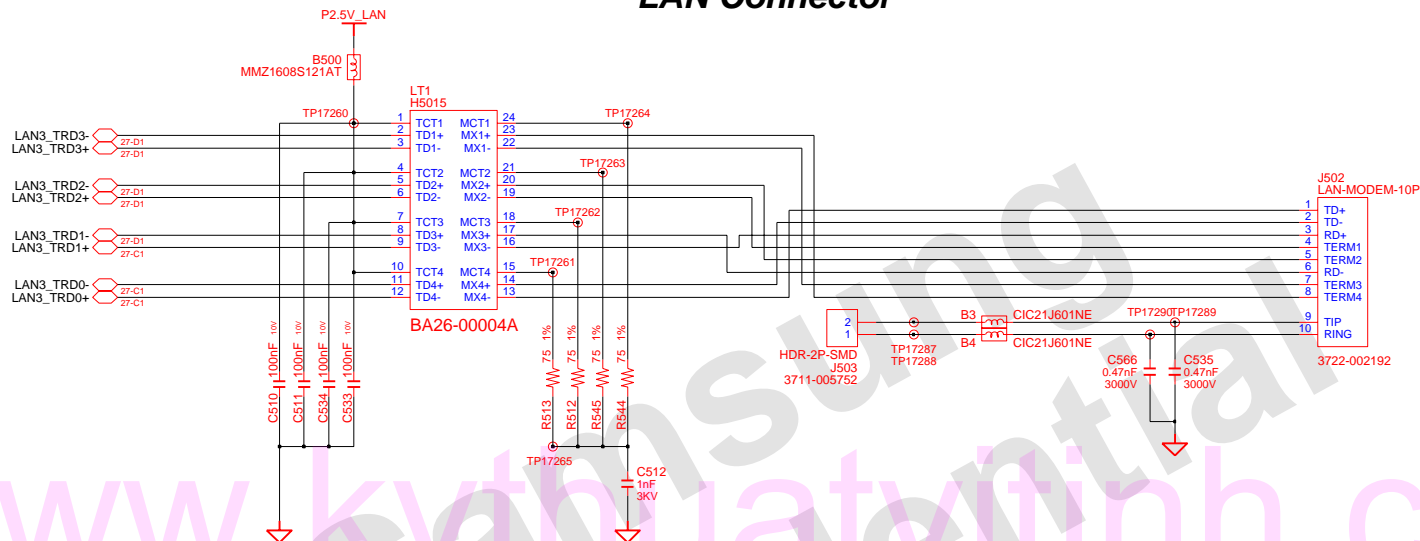 LAN Connector
P2.5V_LAN
B500
MMZ1608S121AT
LT1
H5015
TP17260
TP17264
LAN3_TRD3-
27-D1
LAN3_TRD3+
27-D1
1 TCT1 MCT1 24
2 TD1+ MX1+ 23
3 TD1- MX1- 22
TP17263
LAN3_TRD2-
27-D1
LAN3_TRD2+
27-D1
4 TCT2 MCT2 21
5 TD2+ MX2+ 20
6 TD2- MX2- 19
TP17262
LAN3_TRD1-
27-D1
LAN3_TRD1+
27-C1
7 TCT3 MCT3 18
8 TD3+ MX3+ 17
9 TD3- MX3- 16
TP17261
LAN3_TRD0-
27-C1
LAN3_TRD0+
27-C1
10 TCT4 MCT4 15
11 TD4+ MX4+ 14
12 TD4- MX4- 13
BA26-00004A
J502
LAN-MODEM-10P
1 TD+
2 TD-
3 RD+
4 TERM1
5 TERM2
6 RD-
7 TERM3
8 TERM4
9 TIP
10 RING
3722-002192
2
1
HDR-2P-SMD
J503
3711-005752
B3 CIC21J601NE
B4 CIC21J601NE
TP17287
TP17288
TP17290
TP17289
C566
0.47nF
3000V
C535
0.47nF
3000V
C510 100nF 10V
C511 100nF 10V
C534 100nF 10V
C533 100nF 10V
R513 75 1%
R512 75 1%
R545 75 1%
R544 75 1%
TP17265
C512
1nF
3KV
samsung